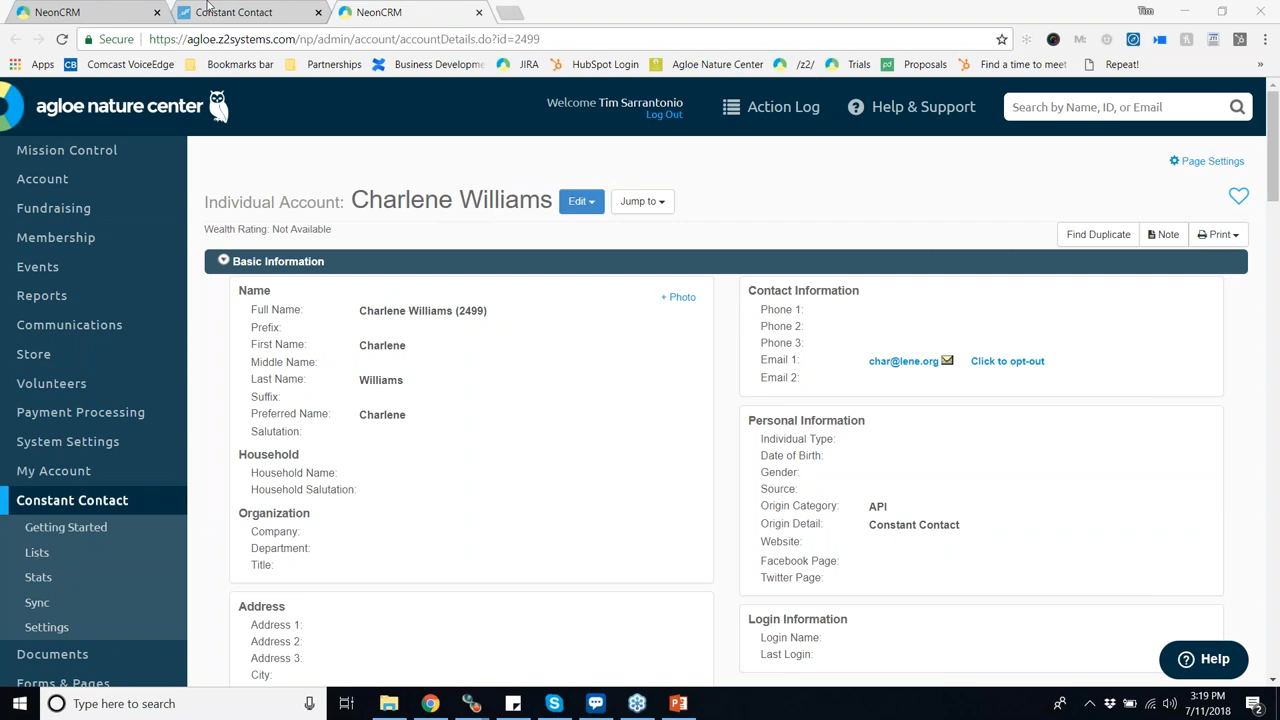 NeonCRM
Constant Contact
NeonCRM
Tim
Secure
https://agloe.z2systems.com/np/admin/account/accountDetails.do?id=2499
Apps
Comcast VoiceEdge
Bookmarks bar
Partnerships
Business Developme
JIRA
HubSpot Login
Agloe Nature Center
/z2/
Trials
Proposals
Find a time to meet
Repeat!
agloe nature center
Welcome Tim Sarrantonio
Log Out
Action Log
Help & Support
Search by Name, ID, or Email
Mission Control
Account
Fundraising
Membership
Events
Reports
Communications
Store
Volunteers
Payment Processing
System Settings
My Account
Constant Contact
Getting Started
Lists
Stats
Sync
Settings
Documents
Forms & Pages
Page Settings
Individual Account: Charlene Williams
Edit
Jump to
Wealth Rating: Not Available
Find Duplicate
Note
Print
Basic Information
Name
+ Photo
Full Name: Charlene Williams (2499)
Prefix:
First Name: Charlene
Middle Name:
Last Name: Williams
Suffix:
Preferred Name: Charlene
Salutation:
Household
Household Name:
Household Salutation:
Organization
Company:
Department:
Title:
Address
Address 1:
Address 2:
Address 3:
City:
Contact Information
Phone 1:
Phone 2:
Phone 3:
Email 1: char@lene.org Click to opt-out
Email 2:
Personal Information
Individual Type:
Date of Birth:
Gender:
Source:
Origin Category: API
Origin Detail: Constant Contact
Website:
Facebook Page:
Twitter Page:
Login Information
Login Name:
Last Login:
Help
Type here to search
3:19 PM
7/11/2018
2